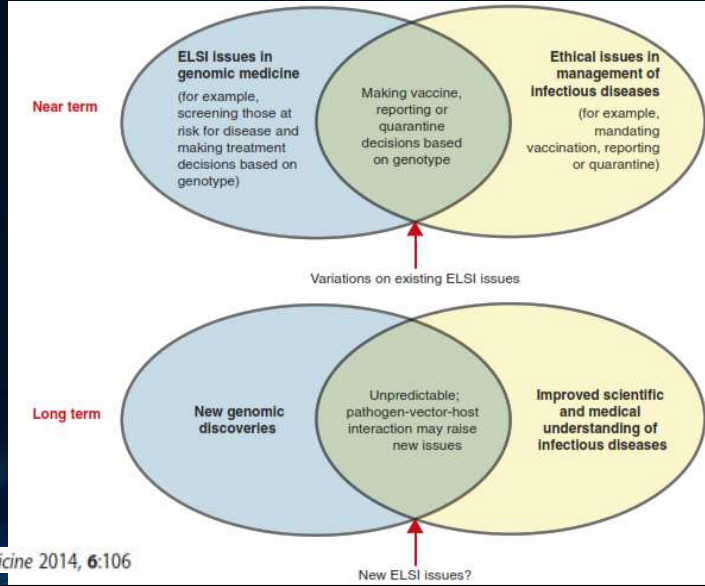 Near term
ELSI issues in
genomic medicine
(for example,
screening those at
risk for disease and
making treatment
decisions based on
genotype)
Making vaccine,
reporting or
quarantine
decisions based
on genotype
Ethical issues in
management of
infectious diseases
(for example,
mandating
vaccination, reporting
or quarantine)
Variations on existing ELSI issues
Long term
New genomic
discoveries
Unpredictable;
pathogen-vector-host
interaction may raise
new issues
Improved scientific
and medical
understanding of
infectious diseases
New ELSI issues?
2014, 6:106